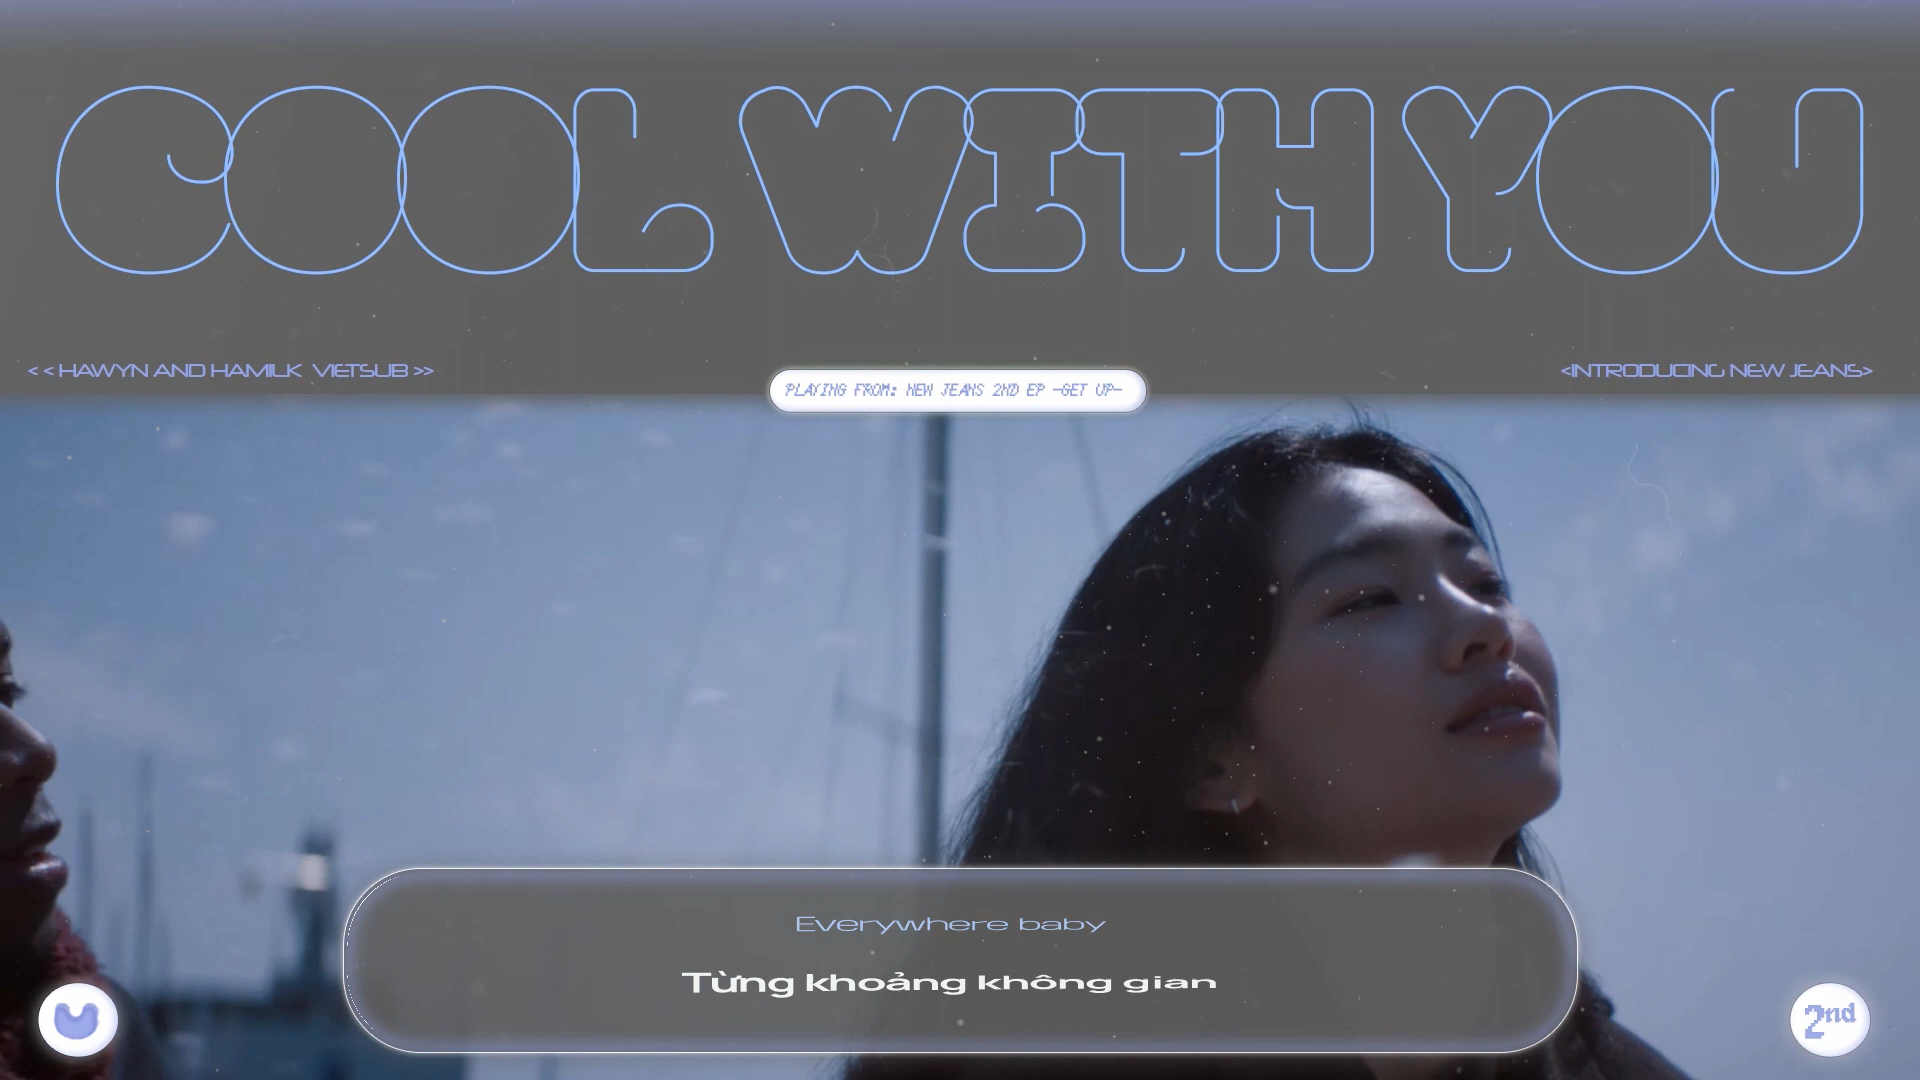 COOL WITH YOU
<< HAWYN AND HAMILK VIETSUB >>
<INTRODUCING NEW JEANS>
PLAYING FROM: NEW JEANS 2ND EP -GET UP-
Everywhere baby
Từng khoảng không gian
2nd